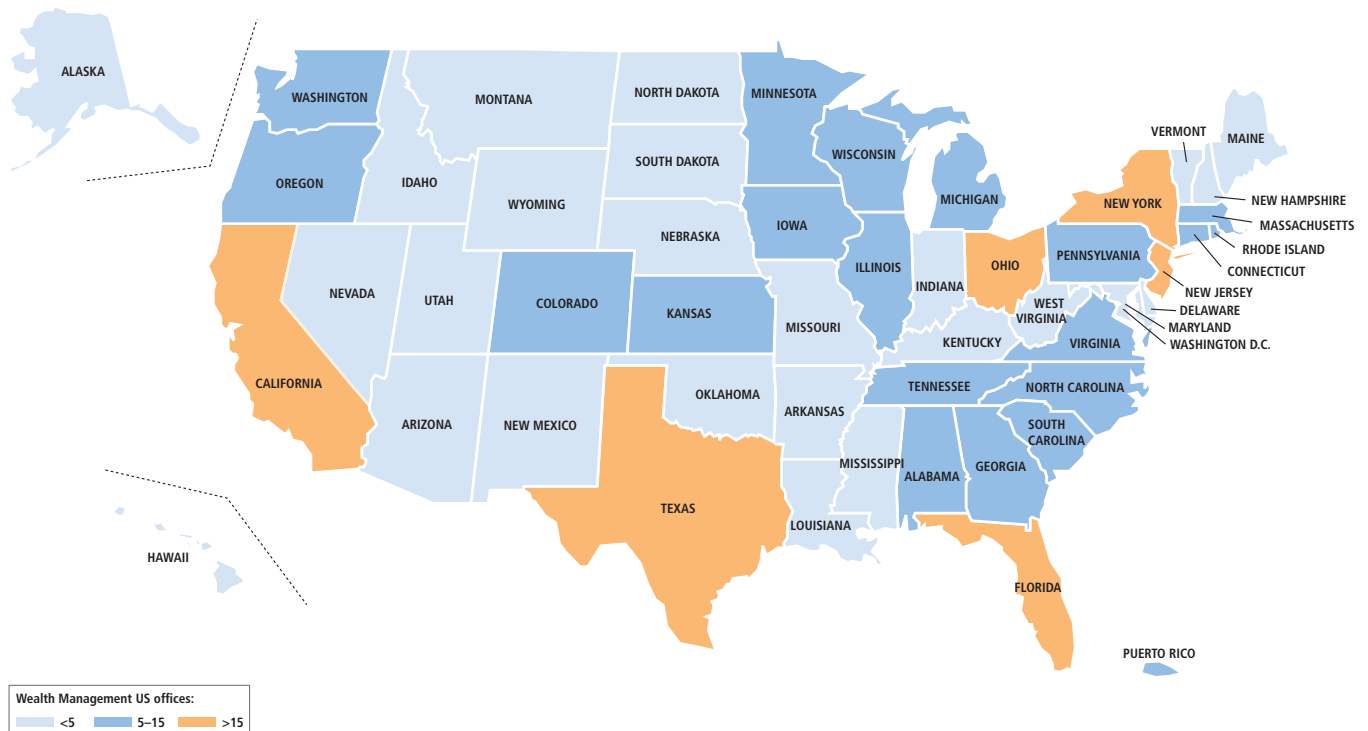 ALASKA
WASHINGTON
MONTANA
NORTH DAKOTA
MINNESOTA
VERMONT
MAINE
OREGON
IDAHO
SOUTH DAKOTA
WISCONSIN
MICHIGAN
NEW YORK
NEW HAMPSHIRE
WYOMING
MASSACHUSETTS
NEBRASKA
IOWA
RHODE ISLAND
ILLINOIS
OHIO
PENNSYLVANIA
CONNECTICUT
NEVADA
UTAH
COLORADO
KANSAS
INDIANA
NEW JERSEY
WEST
VIRGINIA
DELAWARE
MISSOURI
MARYLAND
KENTUCKY
VIRGINIA
WASHINGTON D.C.
CALIFORNIA
TENNESSEE
NORTH CAROLINA
OKLAHOMA
ARKANSAS
ARIZONA
NEW MEXICO
SOUTH
CAROLINA
MISSISSIPPI
ALABAMA
GEORGIA
TEXAS
LOUISIANA
HAWAII
FLORIDA
PUERTO RICO
Wealth Management US offices:
<5 5–15 >15